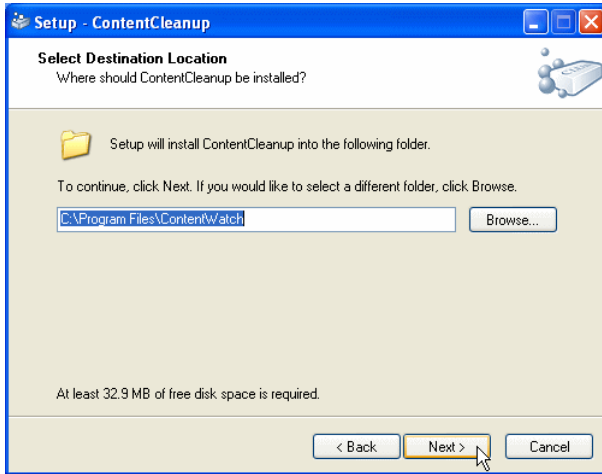 Setup - ContentCleanup
Select Destination Location
Where should ContentCleanup be installed?
CLEAN
Setup will install ContentCleanup into the following folder.
To continue, click Next. If you would like to select a different folder, click Browse.
C:\Program Files\ContentWatch
Browse...
At least 32.9 MB of free disk space is required.
< Back
Next >
Cancel